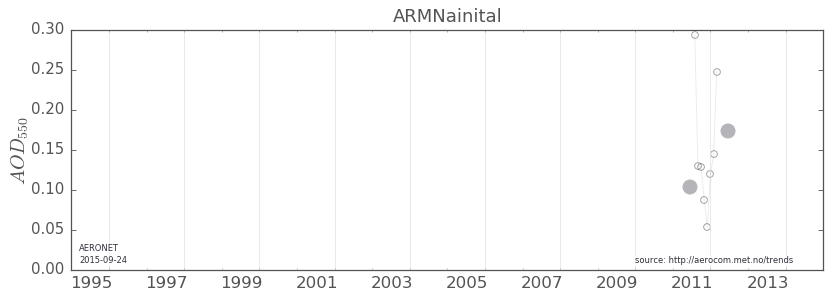 ARMNainital
0.30
0.25
0.20
0.15
0.10
0.05
0.00
AOD550
AERONET
2015-09-24
source: http://aerocom.met.no/trends
1995 1997 1999 2001 2003 2005 2007 2009 2011 2013